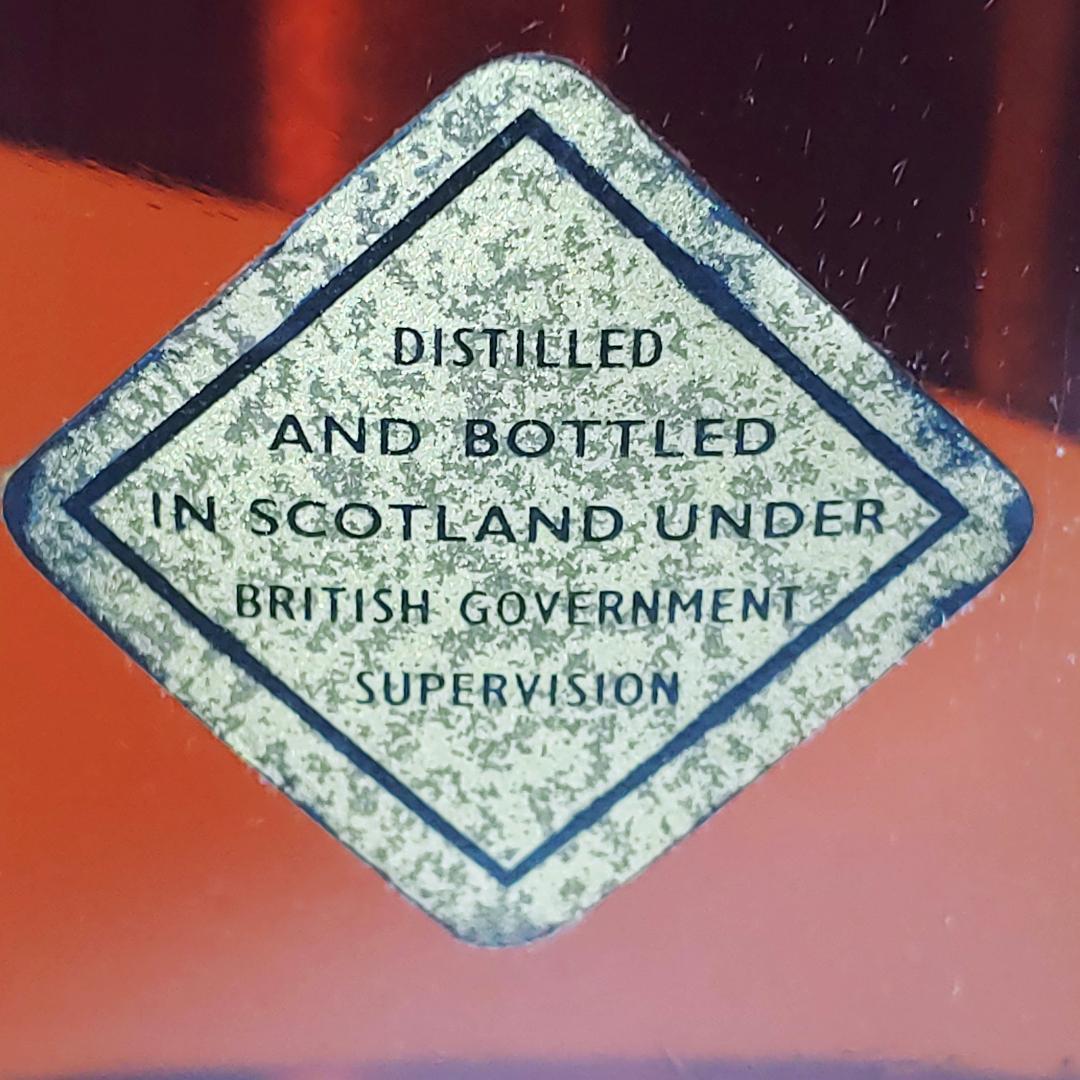 DISTILLED
AND BOTTLED
IN SCOTLAND UNDER
BRITISH GOVERNMENT
SUPERVISION